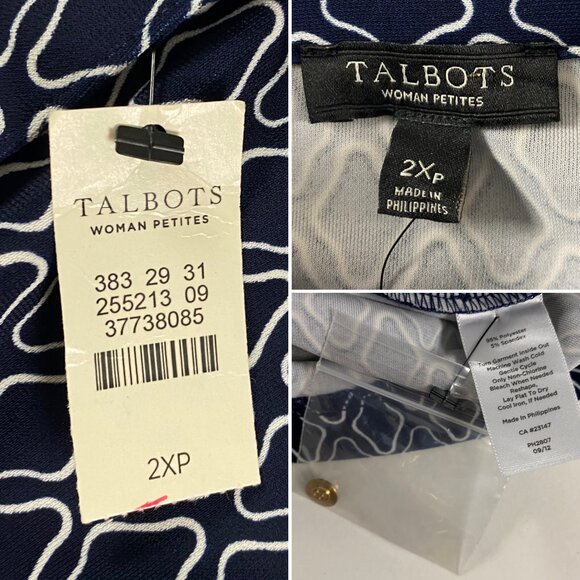 TALBOTS
WOMAN PETITES
383 29 31
255213 09
37738085
2XP
TALBOTS
WOMAN PETITES
2XP
MADE IN
PHILIPPINES
95% Polyester
5% Spandex
Turn Garment Inside Out
Machine Wash Cold
Gentle Cycle
Only Non-Chlorine
Bleach When Needed
Reshape,
Lay Flat To Dry
Cool Iron, If Needed
Made In Philippines
CA #23147
PH2807
09/12